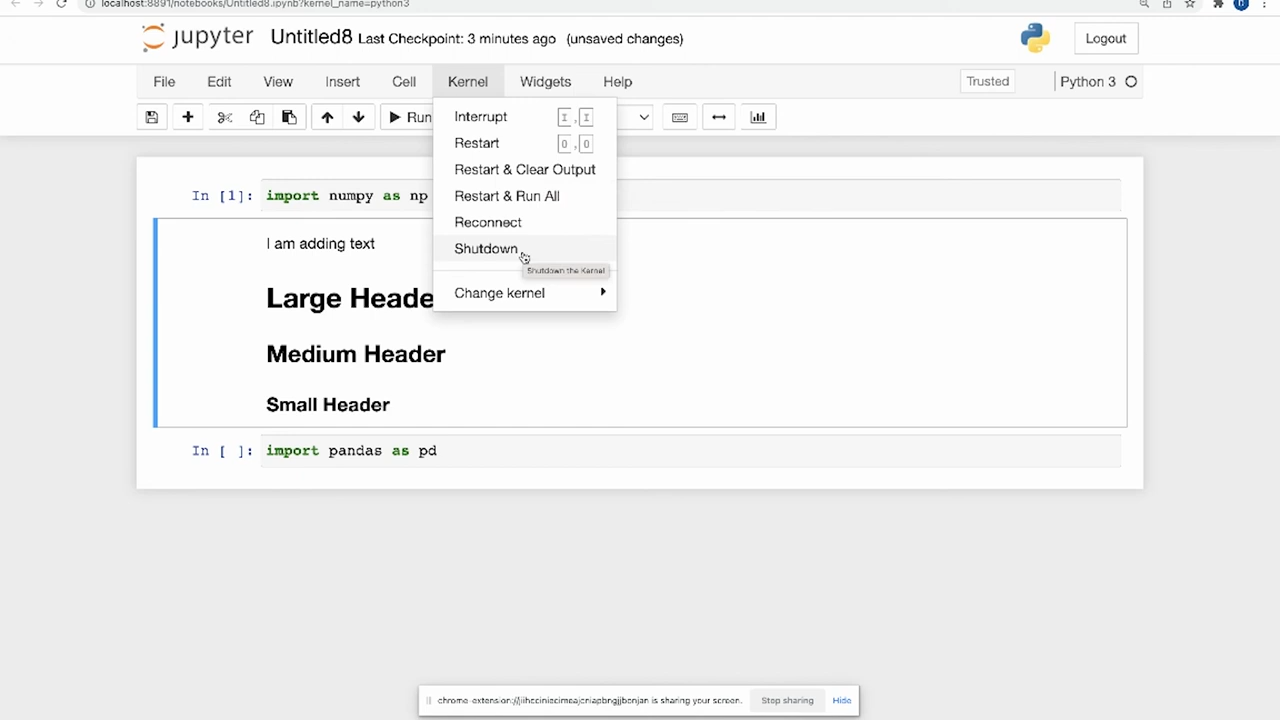 localhost:8891/notebooks/Untitled8.ipynb?kernel_name=python3
jupyter Untitled8 Last Checkpoint: 3 minutes ago (unsaved changes) Logout
File Edit View Insert Cell Kernel Widgets Help Trusted Python 3
Run
Interrupt I , I
Restart 0 , 0
Restart & Clear Output
Restart & Run All
Reconnect
Shutdown
Shutdown the Kernel
Change kernel
In [1]: import numpy as np
I am adding text
Large Heade
Medium Header
Small Header
In [ ]: import pandas as pd
is sharing your screen. Stop sharing Hide